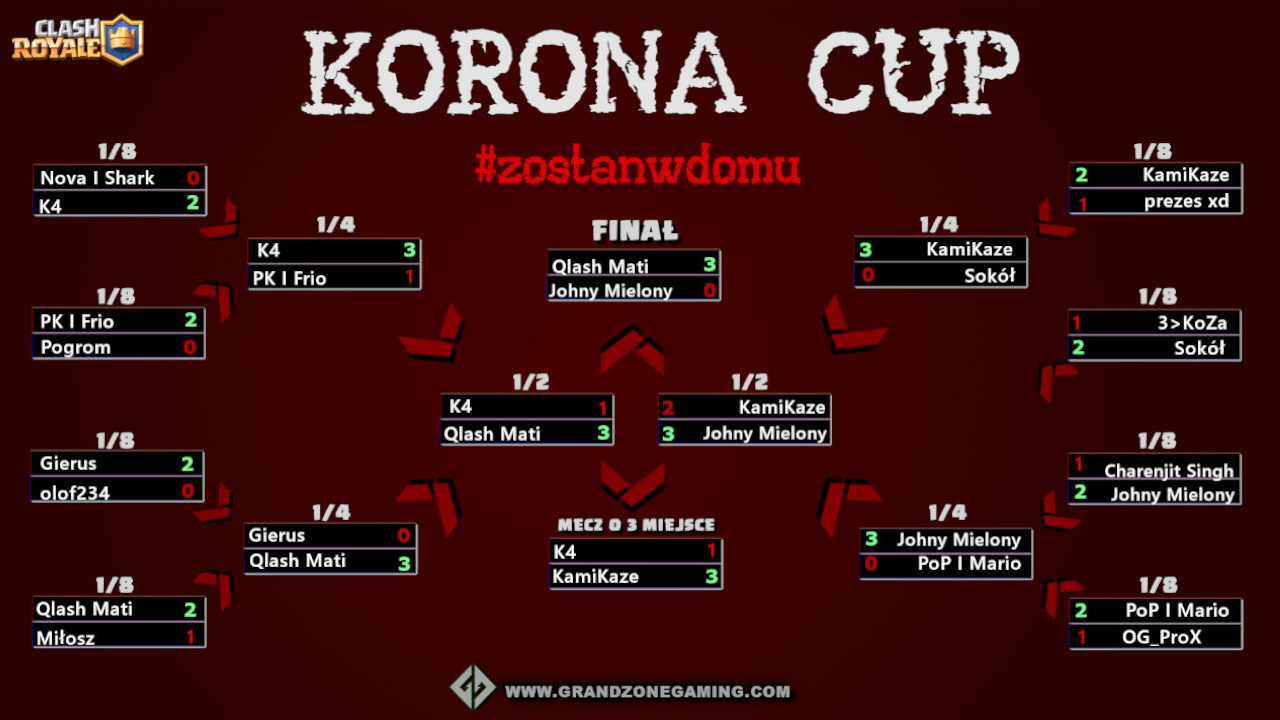 CLASH
ROYALE
KORONA CUP
#zostanwdomu
1/8
Nova I Shark 0
K4 2
1/8
PK I Frio 2
Pogrom 0
1/8
Gierus 2
olof234 0
1/8
Qlash Mati 2
Miłosz 1
1/4
K4 3
PK I Frio 1
1/4
Gierus 0
Qlash Mati 3
1/2
K4 1
Qlash Mati 3
FINAŁ
Qlash Mati 3
Johny Mielony 0
MECZ O 3 MIEJSCE
K4 1
KamiKaze 3
1/2
2 KamiKaze
3 Johny Mielony
1/4
3 KamiKaze
0 Sokół
1/4
3 Johny Mielony
0 PoP I Mario
1/8
2 KamiKaze
1 prezes xd
1/8
1 3>KoZa
2 Sokół
1/8
1 Charenjit Singh
2 Johny Mielony
1/8
2 PoP I Mario
1 OG_ProX
WWW.GRANDZONEGAMING.COM